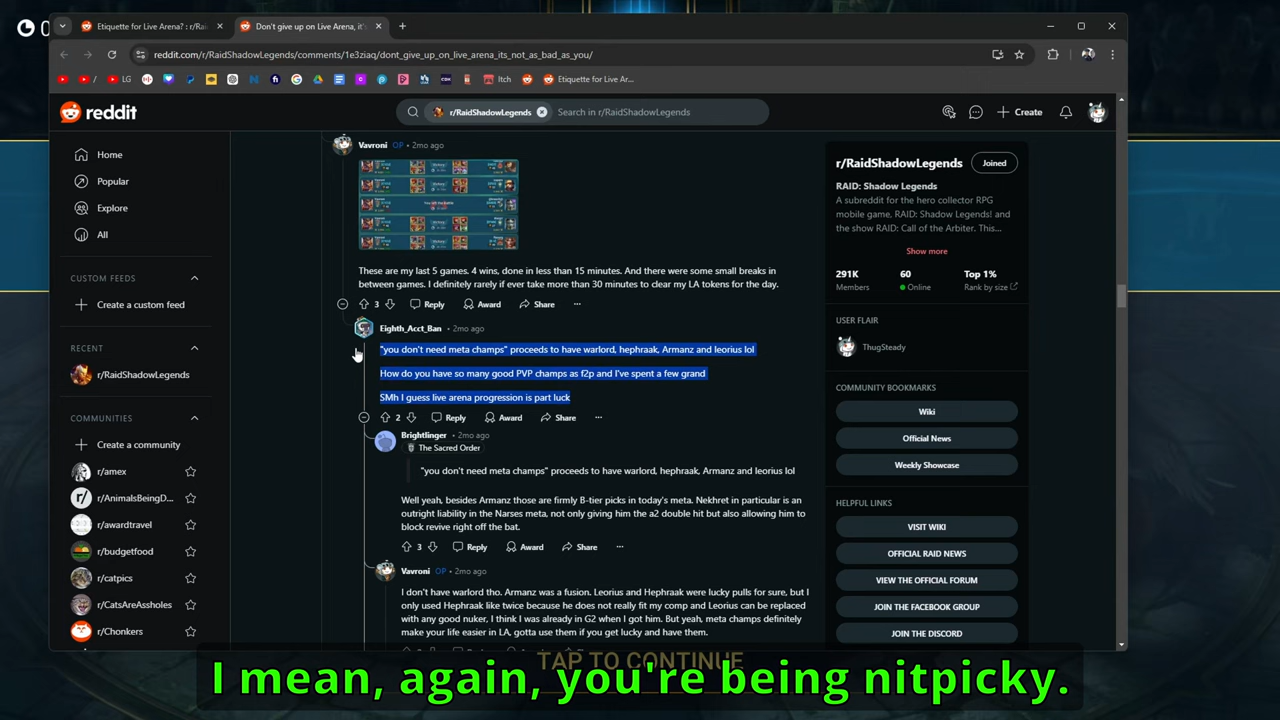 Etiquette for Live Arena? : r/Rai
Don't give up on Live Arena, it'
reddit.com/r/RaidShadowLegends/comments/1e3ziaq/dont_give_up_on_live_arena_its_not_as_bad_as_you/
LG
Itch
Etiquette for Live Ar...
reddit
r/RaidShadowLegends
Search in r/RaidShadowLegends
Create
Home
Popular
Explore
All
CUSTOM FEEDS
Create a custom feed
RECENT
r/RaidShadowLegends
COMMUNITIES
Create a community
r/amex
r/AnimalsBeingD...
r/awardtravel
r/budgetfood
r/catpics
r/CatsAreAssholes
r/Chonkers
Vavroni OP • 2mo ago
These are my last 5 games. 4 wins, done in less than 15 minutes. And there were some small breaks in
between games. I definitely rarely if ever take more than 30 minutes to clear my LA tokens for the day.
3 Reply Award Share ...
Eighth_Acct_Ban • 2mo ago
"you don't need meta champs" proceeds to have warlord, hephraak, Armanz and leorius lol
How do you have so many good PVP champs as f2p and I've spent a few grand
SMh I guess live arena progression is part luck
2 Reply Award Share ...
Brightlinger • 2mo ago
The Sacred Order
"you don't need meta champs" proceeds to have warlord, hephraak, Armanz and leorius lol
Well yeah, besides Armanz those are firmly B-tier picks in today's meta. Nekhret in particular is an
outright liability in the Narses meta, not only giving him the a2 double hit but also allowing him to
block revive right off the bat.
3 Reply Award Share ...
Vavroni OP • 2mo ago
I don't have warlord tho. Armanz was a fusion. Leorius and Hephraak were lucky pulls for sure, but I
only used Hephraak like twice because he does not really fit my comp and Leorius can be replaced
with any good nuker, I think I was already in G2 when I got him. But yeah, meta champs definitely
make your life easier in LA, gotta use them if you get lucky and have them.
r/RaidShadowLegends
Joined
RAID: Shadow Legends
A subreddit for the hero collector RPG
mobile game, RAID: Shadow Legends! and
the show RAID: Call of the Arbiter. This...
Show more
291K 60 Top 1%
Members Online Rank by size
USER FLAIR
ThugSteady
COMMUNITY BOOKMARKS
Wiki
Official News
Weekly Showcase
HELPFUL LINKS
VISIT WIKI
OFFICIAL RAID NEWS
VIEW THE OFFICIAL FORUM
JOIN THE FACEBOOK GROUP
JOIN THE DISCORD
TAP TO CONTINUE
I mean, again, you're being nitpicky.